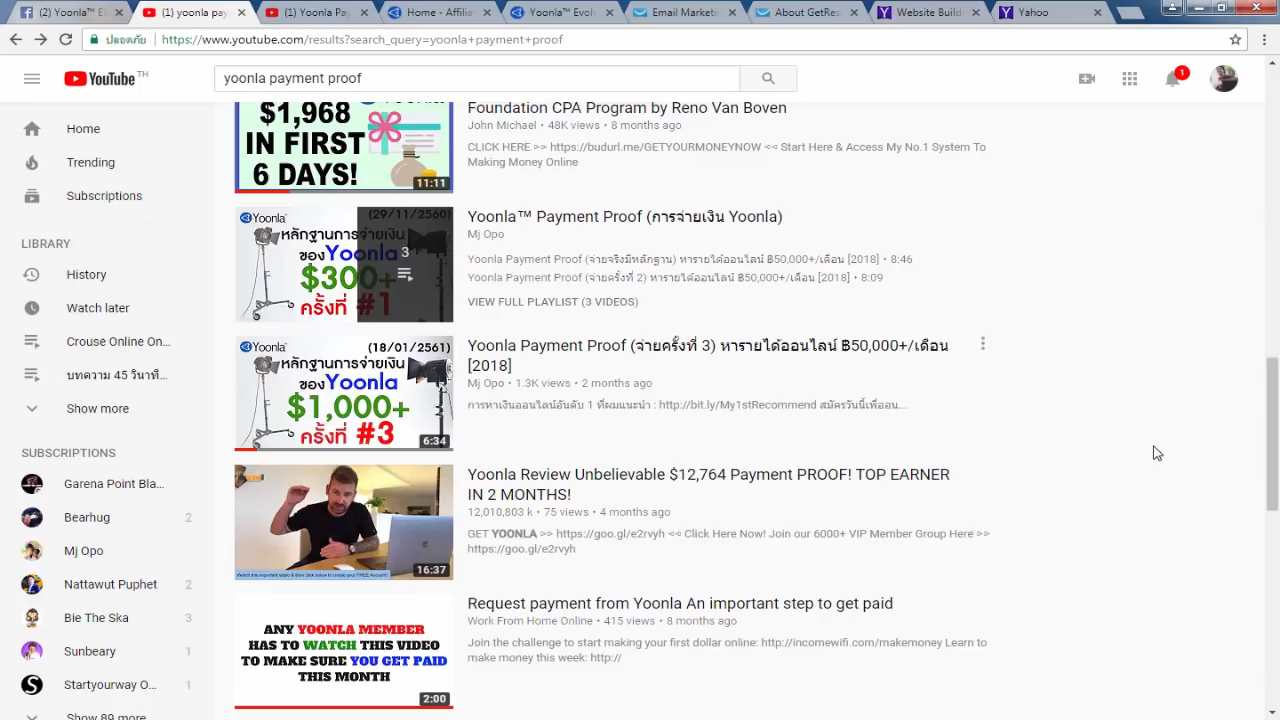 (2) Yoonla™ E
(1) yoonla pay
(1) Yoonla Pay
Home - Affilia
Yoonla™ Evol
Email Marketin
About GetRes
Website Build
Yahoo
ปลอดภัย
https://www.youtube.com/results?search_query=yoonla+payment+proof
YouTube TH
yoonla payment proof
1
Home
Trending
Subscriptions
LIBRARY
History
Watch later
Crouse Online On...
บทความ 45 วินาที...
Show more
SUBSCRIPTIONS
Garena Point Bla...
Bearhug 2
Mj Opo
Nattawut Puphet 2
Bie The Ska 3
Sunbeary 1
Startyourway O... 1
Show 89 more
$1,968
IN FIRST
6 DAYS!
11:11
Foundation CPA Program by Reno Van Boven
John Michael • 48K views • 8 months ago
CLICK HERE >> https://budurl.me/GETYOURMONEYNOW << Start Here & Access My No.1 System To
Making Money Online
Yoonla
(29/11/2560)
หลักฐานการจ่ายเงิน
ของYoonla
$300+
ครั้งที่ #1
3
Yoonla™ Payment Proof (การจ่ายเงิน Yoonla)
Mj Opo
Yoonla Payment Proof (จ่ายจริงมีหลักฐาน) หารายได้ออนไลน์ ฿50,000+/เดือน [2018] • 8:46
Yoonla Payment Proof (จ่ายครั้งที่ 2) หารายได้ออนไลน์ ฿50,000+/เดือน [2018] • 8:09
VIEW FULL PLAYLIST (3 VIDEOS)
Yoonla
(18/01/2561)
หลักฐานการจ่ายเงิน
ของYoonla
$1,000+
ครั้งที่ #3
6:34
Yoonla Payment Proof (จ่ายครั้งที่ 3) หารายได้ออนไลน์ ฿50,000+/เดือน
[2018]
Mj Opo • 1.3K views • 2 months ago
การหาเงินออนไลน์อันดับ 1 ที่ผมแนะนำ : http://bit.ly/My1stRecommend สมัครวันนี้เพื่ออน...
16:37
Yoonla Review Unbelievable $12,764 Payment PROOF! TOP EARNER
IN 2 MONTHS!
12,010,803 k • 75 views • 4 months ago
GET YOONLA >> https://goo.gl/e2rvyh << Click Here Now! Join our 6000+ VIP Member Group Here >>
https://goo.gl/e2rvyh
ANY YOONLA MEMBER
HAS TO WATCH THIS VIDEO
TO MAKE SURE YOU GET PAID
THIS MONTH
2:00
Request payment from Yoonla An important step to get paid
Work From Home Online • 415 views • 8 months ago
Join the challenge to start making your first dollar online: http://incomewifi.com/makemoney Learn to
make money this week: http://